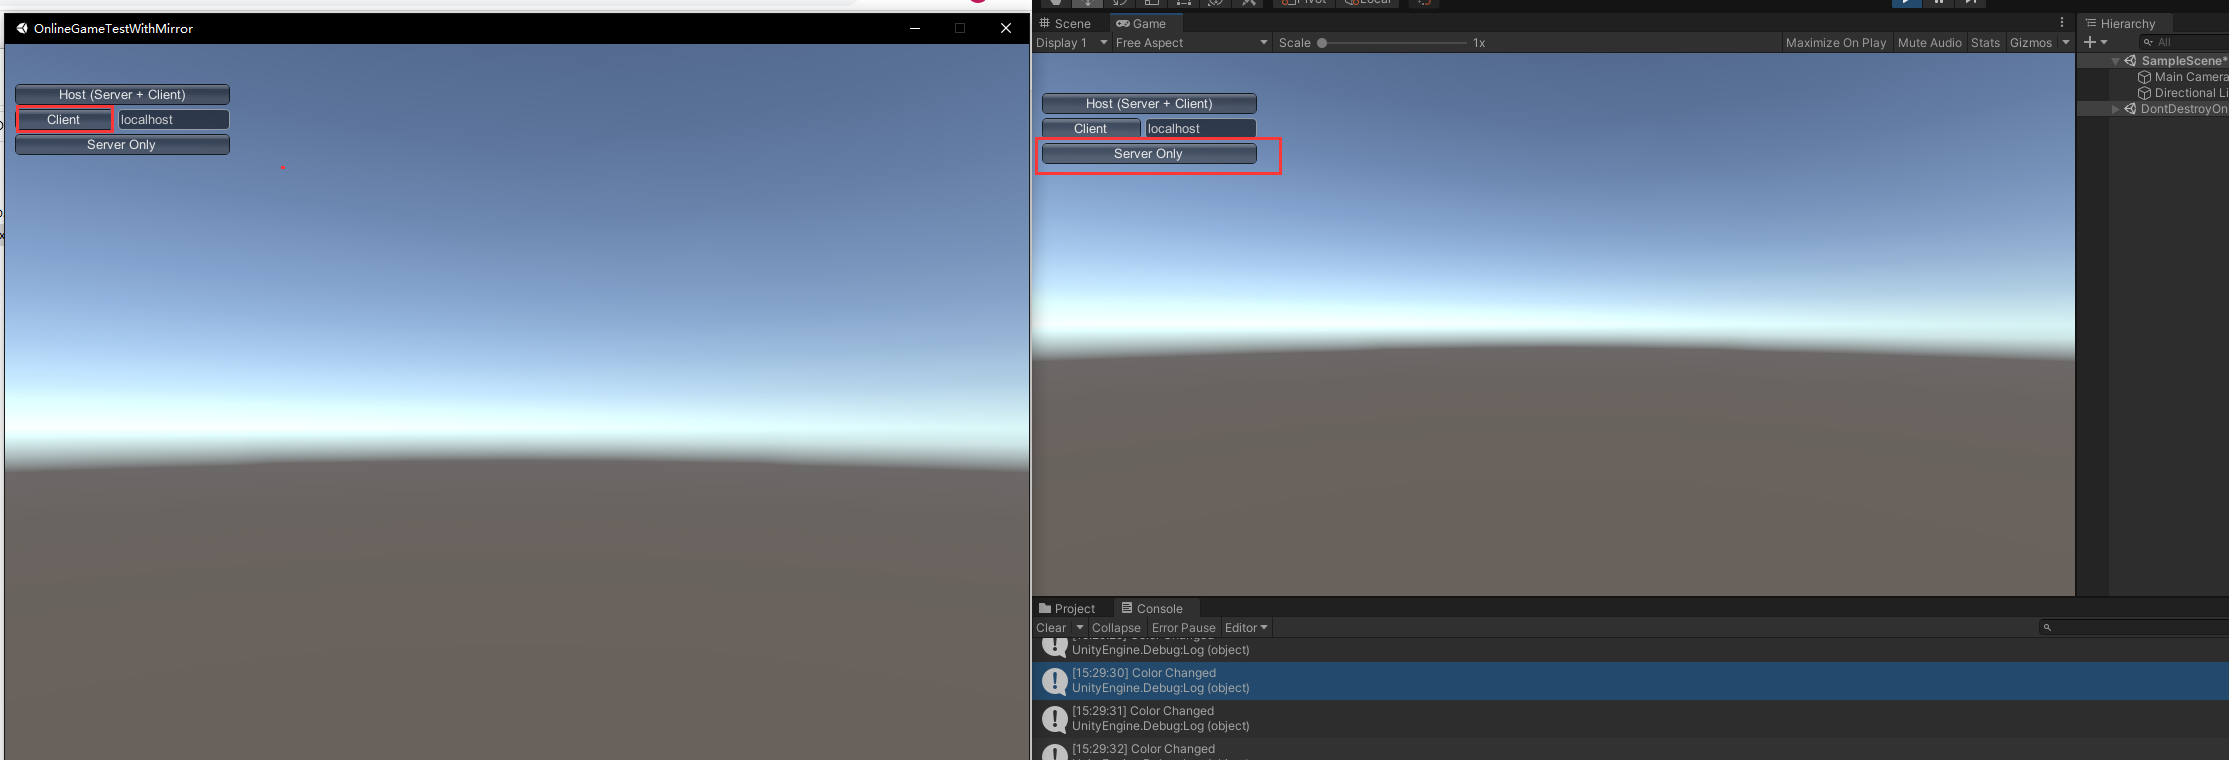 OnlineGameTestWithMirror
Host (Server + Client)
Client
localhost
Server Only
Pivot
Local
Scene
Game
Display 1
Free Aspect
Scale
1x
Maximize On Play
Mute Audio
Stats
Gizmos
Host (Server + Client)
Client
localhost
Server Only
Hierarchy
All
SampleScene*
Main Camera
Directional Li
DontDestroyOn
Project
Console
Clear
Collapse
Error Pause
Editor
UnityEngine.Debug:Log (object)
[15:29:30] Color Changed
UnityEngine.Debug:Log (object)
[15:29:31] Color Changed
UnityEngine.Debug:Log (object)
[15:29:32] Color Changed